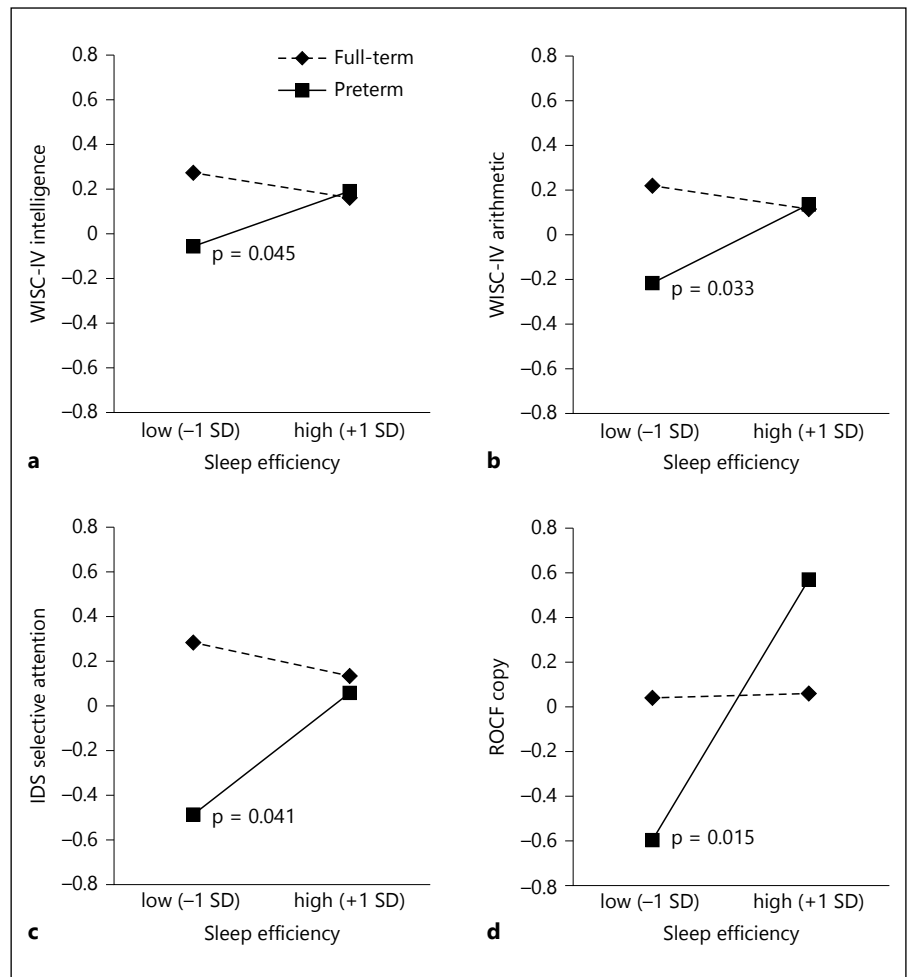 Full-term
Preterm
WISC-IV intelligence
0.8
0.6
0.4
0.2
0
–0.2
–0.4
–0.6
–0.8
p = 0.045
low (–1 SD) high (+1 SD)
Sleep efficiency
a
WISC-IV arithmetic
0.8
0.6
0.4
0.2
0
–0.2
–0.4
–0.6
–0.8
p = 0.033
low (–1 SD) high (+1 SD)
Sleep efficiency
b
IDS selective attention
0.8
0.6
0.4
0.2
0
–0.2
–0.4
–0.6
–0.8
p = 0.041
low (–1 SD) high (+1 SD)
Sleep efficiency
c
ROCF copy
0.8
0.6
0.4
0.2
0
–0.2
–0.4
–0.6
–0.8
p = 0.015
low (–1 SD) high (+1 SD)
Sleep efficiency
d